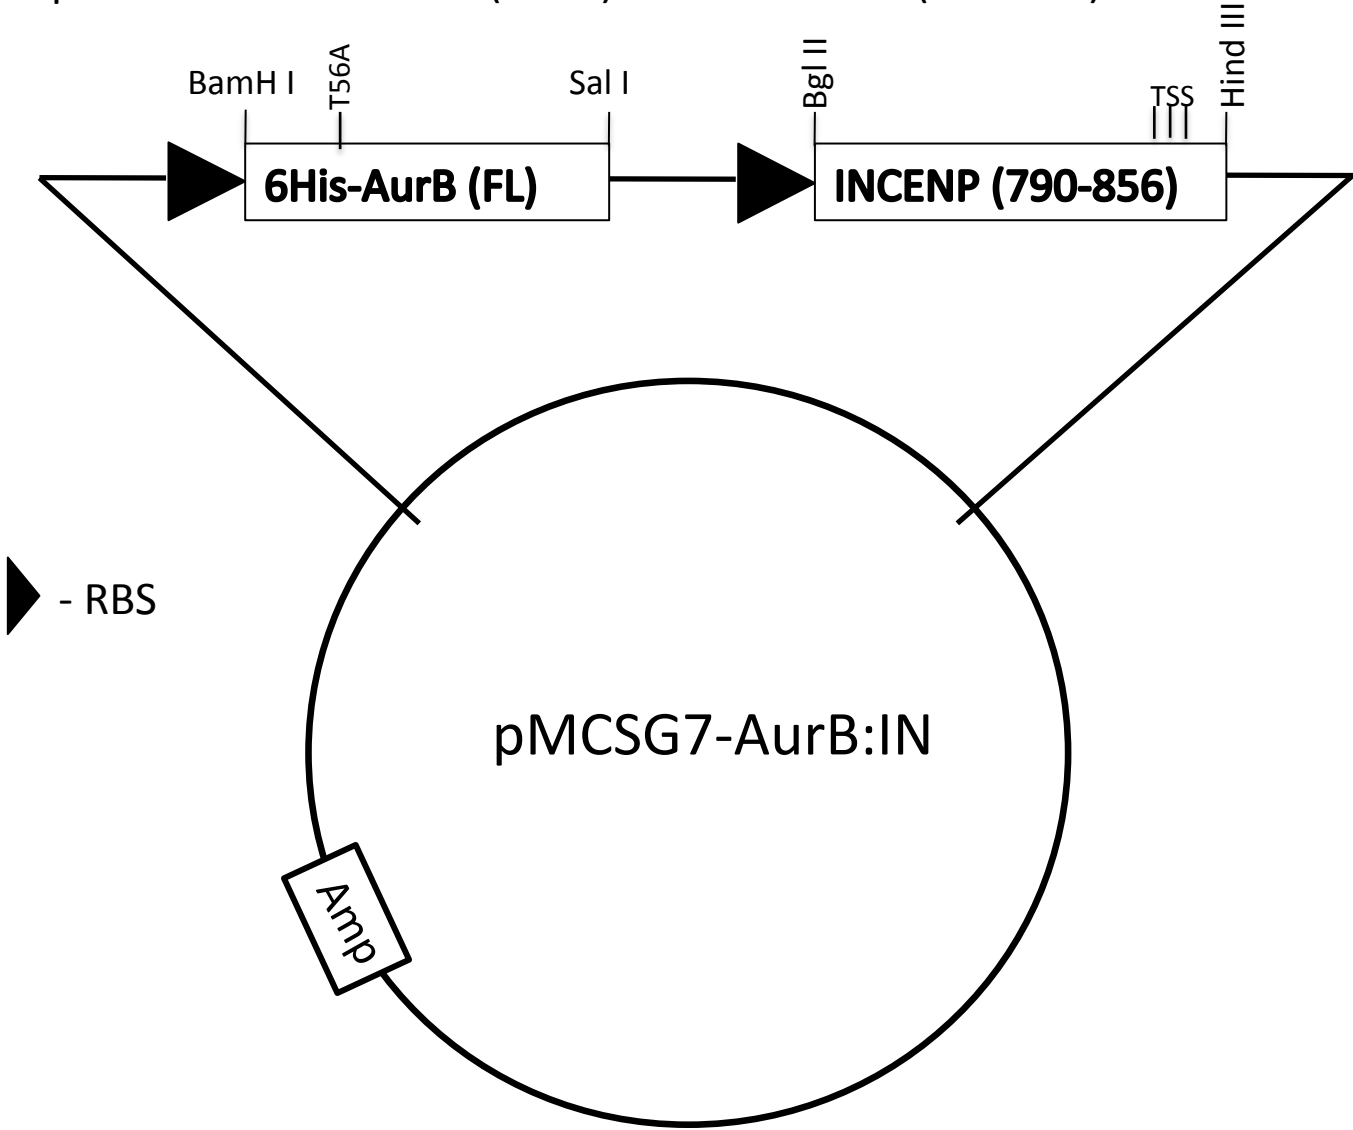 BamH I
T56A
Sal I
Bgl II
TSS
Hind III
6His-AurB (FL)
INCENP (790-856)
- RBS
pMCSG7-AurB:IN
Amp